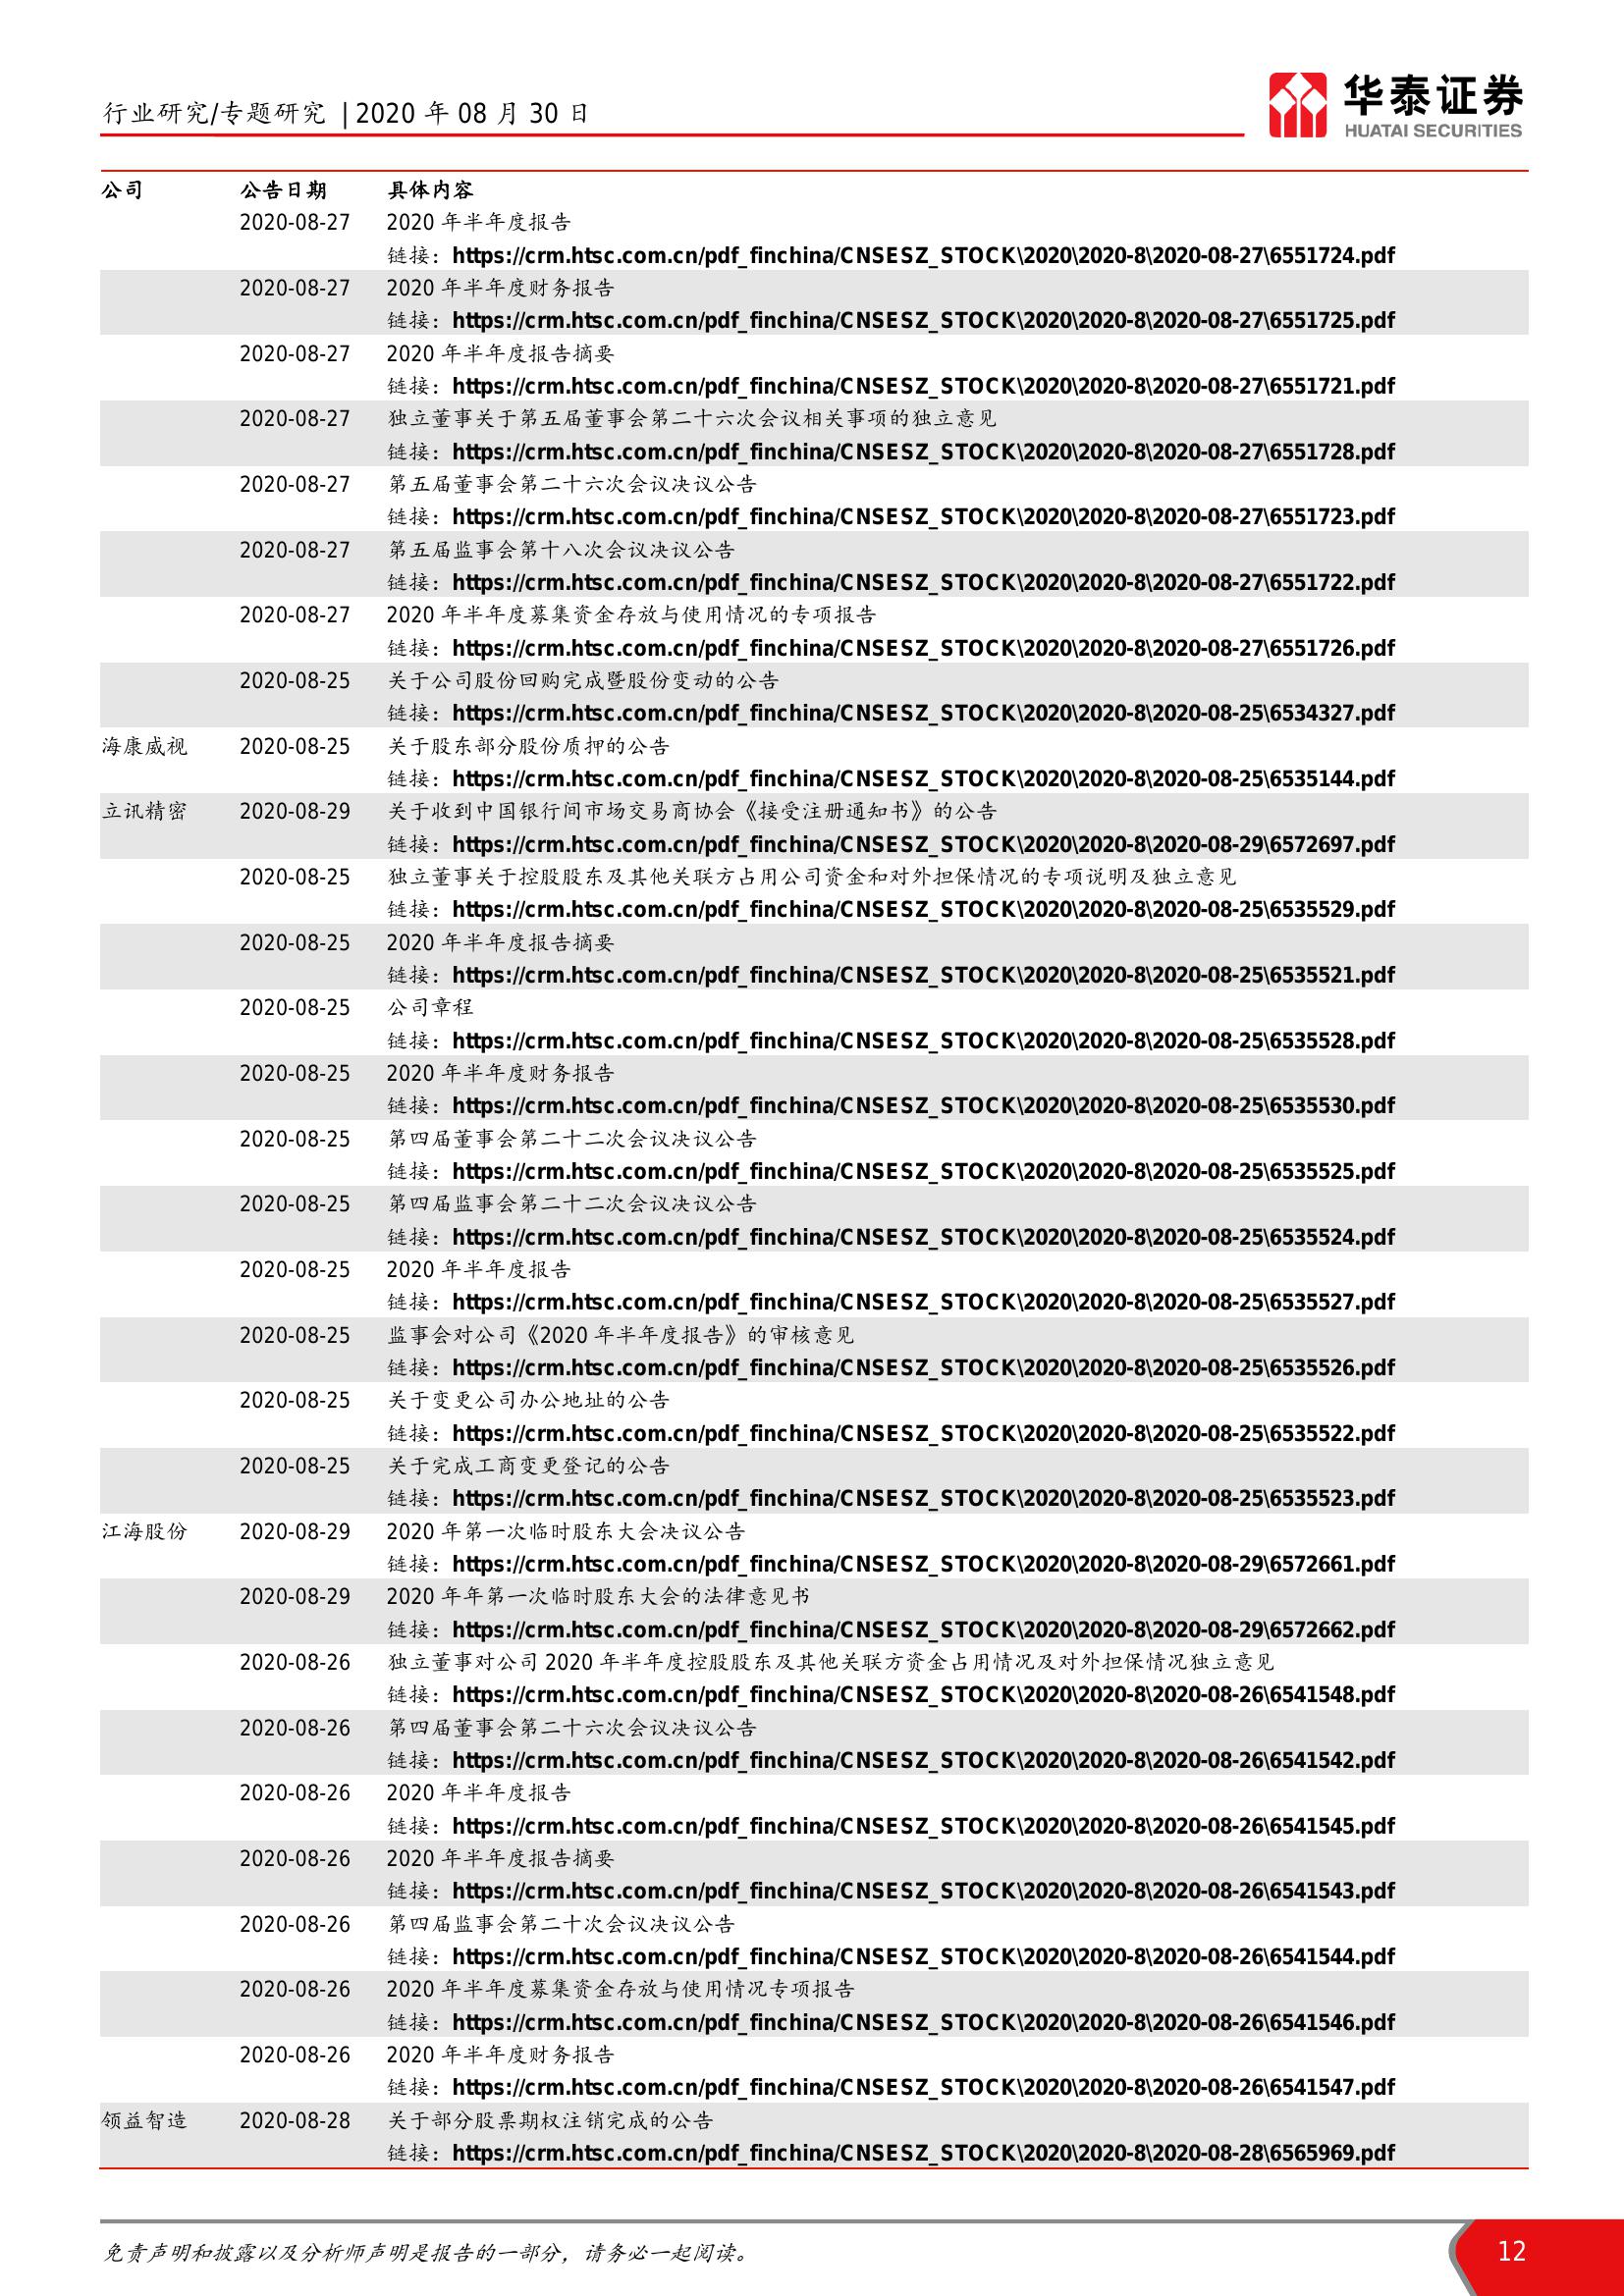 行业研究/专题研究 | 2020 年 08 月 30 日
华泰证券
HUATAI SECURITIES
公司 公告日期 具体内容
2020-08-27 2020 年半年度报告
链接：https://crm.htsc.com.cn/pdf_finchina/CNSESZ_STOCK\2020\2020-8\2020-08-27\6551724.pdf
2020-08-27 2020 年半年度财务报告
链接：https://crm.htsc.com.cn/pdf_finchina/CNSESZ_STOCK\2020\2020-8\2020-08-27\6551725.pdf
2020-08-27 2020 年半年度报告摘要
链接：https://crm.htsc.com.cn/pdf_finchina/CNSESZ_STOCK\2020\2020-8\2020-08-27\6551721.pdf
2020-08-27 独立董事关于第五届董事会第二十六次会议相关事项的独立意见
链接：https://crm.htsc.com.cn/pdf_finchina/CNSESZ_STOCK\2020\2020-8\2020-08-27\6551728.pdf
2020-08-27 第五届董事会第二十六次会议决议公告
链接：https://crm.htsc.com.cn/pdf_finchina/CNSESZ_STOCK\2020\2020-8\2020-08-27\6551723.pdf
2020-08-27 第五届监事会第十八次会议决议公告
链接：https://crm.htsc.com.cn/pdf_finchina/CNSESZ_STOCK\2020\2020-8\2020-08-27\6551722.pdf
2020-08-27 2020 年半年度募集资金存放与使用情况的专项报告
链接：https://crm.htsc.com.cn/pdf_finchina/CNSESZ_STOCK\2020\2020-8\2020-08-27\6551726.pdf
2020-08-25 关于公司股份回购完成暨股份变动的公告
链接：https://crm.htsc.com.cn/pdf_finchina/CNSESZ_STOCK\2020\2020-8\2020-08-25\6534327.pdf
海康威视 2020-08-25 关于股东部分股份质押的公告
链接：https://crm.htsc.com.cn/pdf_finchina/CNSESZ_STOCK\2020\2020-8\2020-08-25\6535144.pdf
立讯精密 2020-08-29 关于收到中国银行间市场交易商协会《接受注册通知书》的公告
链接：https://crm.htsc.com.cn/pdf_finchina/CNSESZ_STOCK\2020\2020-8\2020-08-29\6572697.pdf
2020-08-25 独立董事关于控股股东及其他关联方占用公司资金和对外担保情况的专项说明及独立意见
链接：https://crm.htsc.com.cn/pdf_finchina/CNSESZ_STOCK\2020\2020-8\2020-08-25\6535529.pdf
2020-08-25 2020 年半年度报告摘要
链接：https://crm.htsc.com.cn/pdf_finchina/CNSESZ_STOCK\2020\2020-8\2020-08-25\6535521.pdf
2020-08-25 公司章程
链接：https://crm.htsc.com.cn/pdf_finchina/CNSESZ_STOCK\2020\2020-8\2020-08-25\6535528.pdf
2020-08-25 2020 年半年度财务报告
链接：https://crm.htsc.com.cn/pdf_finchina/CNSESZ_STOCK\2020\2020-8\2020-08-25\6535530.pdf
2020-08-25 第四届董事会第二十二次会议决议公告
链接：https://crm.htsc.com.cn/pdf_finchina/CNSESZ_STOCK\2020\2020-8\2020-08-25\6535525.pdf
2020-08-25 第四届监事会第二十二次会议决议公告
链接：https://crm.htsc.com.cn/pdf_finchina/CNSESZ_STOCK\2020\2020-8\2020-08-25\6535524.pdf
2020-08-25 2020 年半年度报告
链接：https://crm.htsc.com.cn/pdf_finchina/CNSESZ_STOCK\2020\2020-8\2020-08-25\6535527.pdf
2020-08-25 监事会对公司《2020 年半年度报告》的审核意见
链接：https://crm.htsc.com.cn/pdf_finchina/CNSESZ_STOCK\2020\2020-8\2020-08-25\6535526.pdf
2020-08-25 关于变更公司办公地址的公告
链接：https://crm.htsc.com.cn/pdf_finchina/CNSESZ_STOCK\2020\2020-8\2020-08-25\6535522.pdf
2020-08-25 关于完成工商变更登记的公告
链接：https://crm.htsc.com.cn/pdf_finchina/CNSESZ_STOCK\2020\2020-8\2020-08-25\6535523.pdf
江海股份 2020-08-29 2020 年第一次临时股东大会决议公告
链接：https://crm.htsc.com.cn/pdf_finchina/CNSESZ_STOCK\2020\2020-8\2020-08-29\6572661.pdf
2020-08-29 2020 年年第一次临时股东大会的法律意见书
链接：https://crm.htsc.com.cn/pdf_finchina/CNSESZ_STOCK\2020\2020-8\2020-08-29\6572662.pdf
2020-08-26 独立董事对公司 2020 年半年度控股股东及其他关联方资金占用情况及对外担保情况独立意见
链接：https://crm.htsc.com.cn/pdf_finchina/CNSESZ_STOCK\2020\2020-8\2020-08-26\6541548.pdf
2020-08-26 第四届董事会第二十六次会议决议公告
链接：https://crm.htsc.com.cn/pdf_finchina/CNSESZ_STOCK\2020\2020-8\2020-08-26\6541542.pdf
2020-08-26 2020 年半年度报告
链接：https://crm.htsc.com.cn/pdf_finchina/CNSESZ_STOCK\2020\2020-8\2020-08-26\6541545.pdf
2020-08-26 2020 年半年度报告摘要
链接：https://crm.htsc.com.cn/pdf_finchina/CNSESZ_STOCK\2020\2020-8\2020-08-26\6541543.pdf
2020-08-26 第四届监事会第二十次会议决议公告
链接：https://crm.htsc.com.cn/pdf_finchina/CNSESZ_STOCK\2020\2020-8\2020-08-26\6541544.pdf
2020-08-26 2020 年半年度募集资金存放与使用情况专项报告
链接：https://crm.htsc.com.cn/pdf_finchina/CNSESZ_STOCK\2020\2020-8\2020-08-26\6541546.pdf
2020-08-26 2020 年半年度财务报告
链接：https://crm.htsc.com.cn/pdf_finchina/CNSESZ_STOCK\2020\2020-8\2020-08-26\6541547.pdf
领益智造 2020-08-28 关于部分股票期权注销完成的公告
链接：https://crm.htsc.com.cn/pdf_finchina/CNSESZ_STOCK\2020\2020-8\2020-08-28\6565969.pdf
免责声明和披露以及分析师声明是报告的一部分，请务必一起阅读。 12